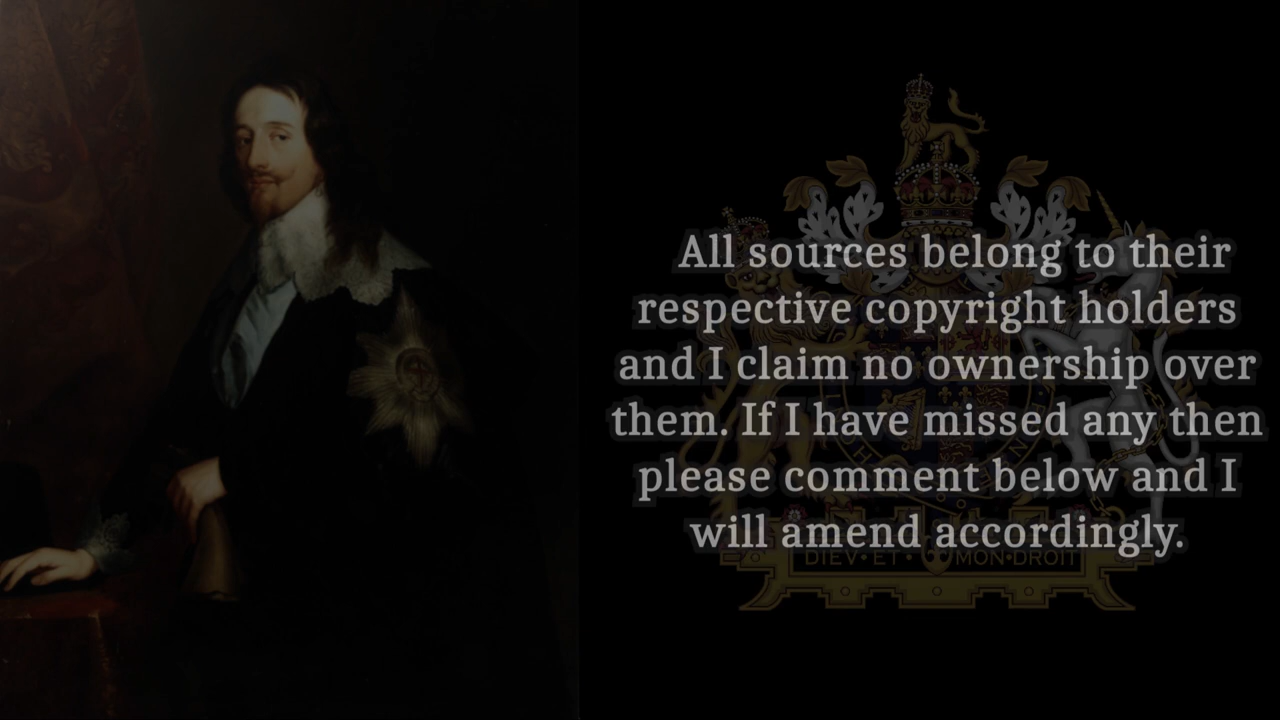 All sources belong to their
respective copyright holders
and I claim no ownership over
them. If I have missed any then
please comment below and I
will amend accordingly.
DIEV·ET·MON·DROIT